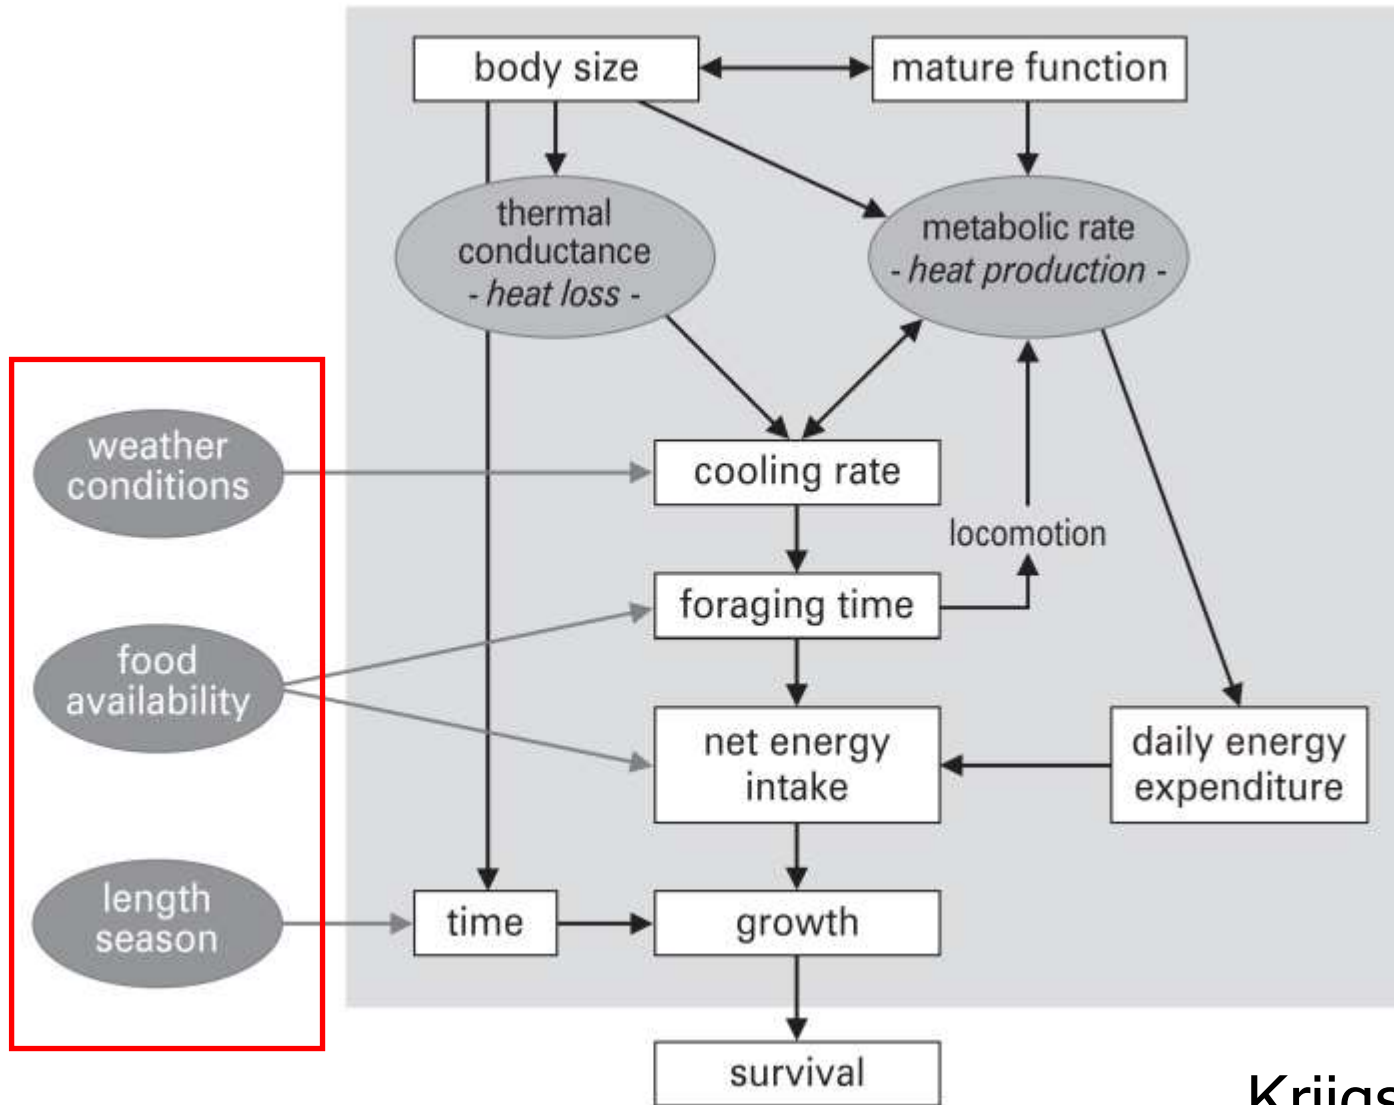 body size
mature function
thermal
conductance
- heat loss -
metabolic rate
- heat production -
weather
conditions
cooling rate
locomotion
foraging time
food
availability
net energy
intake
daily energy
expenditure
length
season
time
growth
survival